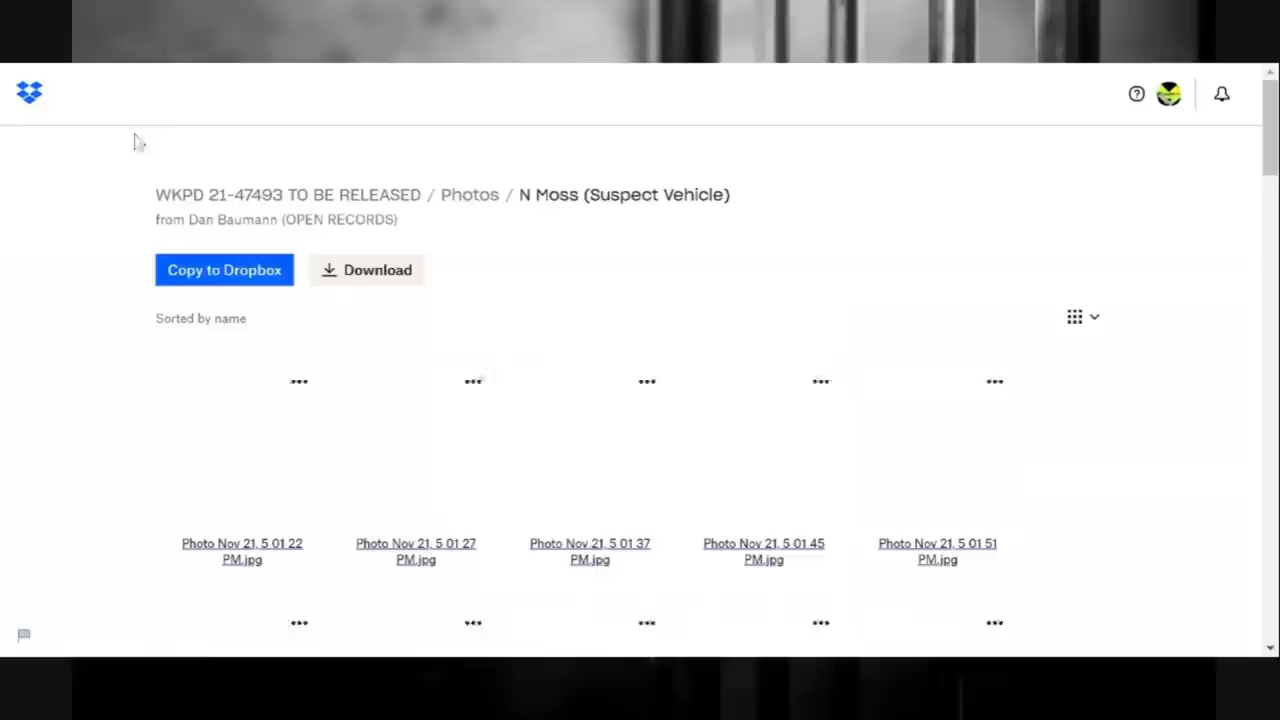 WKPD 21-47493 TO BE RELEASED / Photos / N Moss (Suspect Vehicle)
from Dan Baumann (OPEN RECORDS)
Copy to Dropbox
Download
Sorted by name
Photo Nov 21, 5 01 22
PM.jpg
Photo Nov 21, 5 01 27
PM.jpg
Photo Nov 21, 5 01 37
PM.jpg
Photo Nov 21, 5 01 45
PM.jpg
Photo Nov 21, 5 01 51
PM.jpg